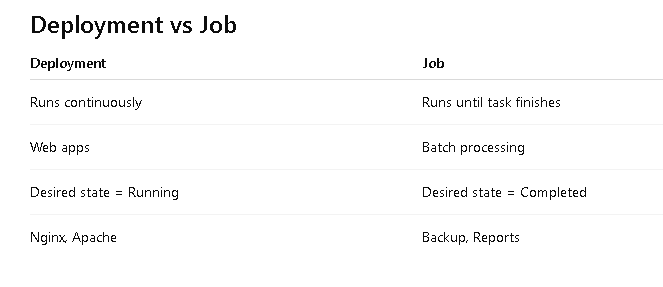 Deployment vs Job
Deployment Job
Runs continuously Runs until task finishes
Web apps Batch processing
Desired state = Running Desired state = Completed
Nginx, Apache Backup, Reports